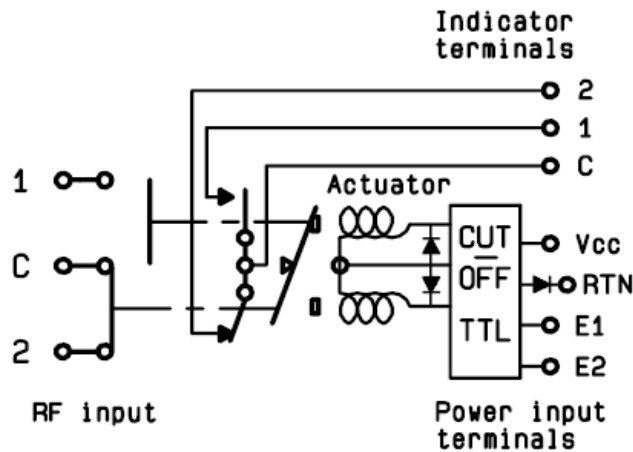 Indicator
terminals
2
1
C
1
Actuator
CUT
Vcc
C
OFF
RTN
TTL
E1
2
E2
RF input
Power input
terminals